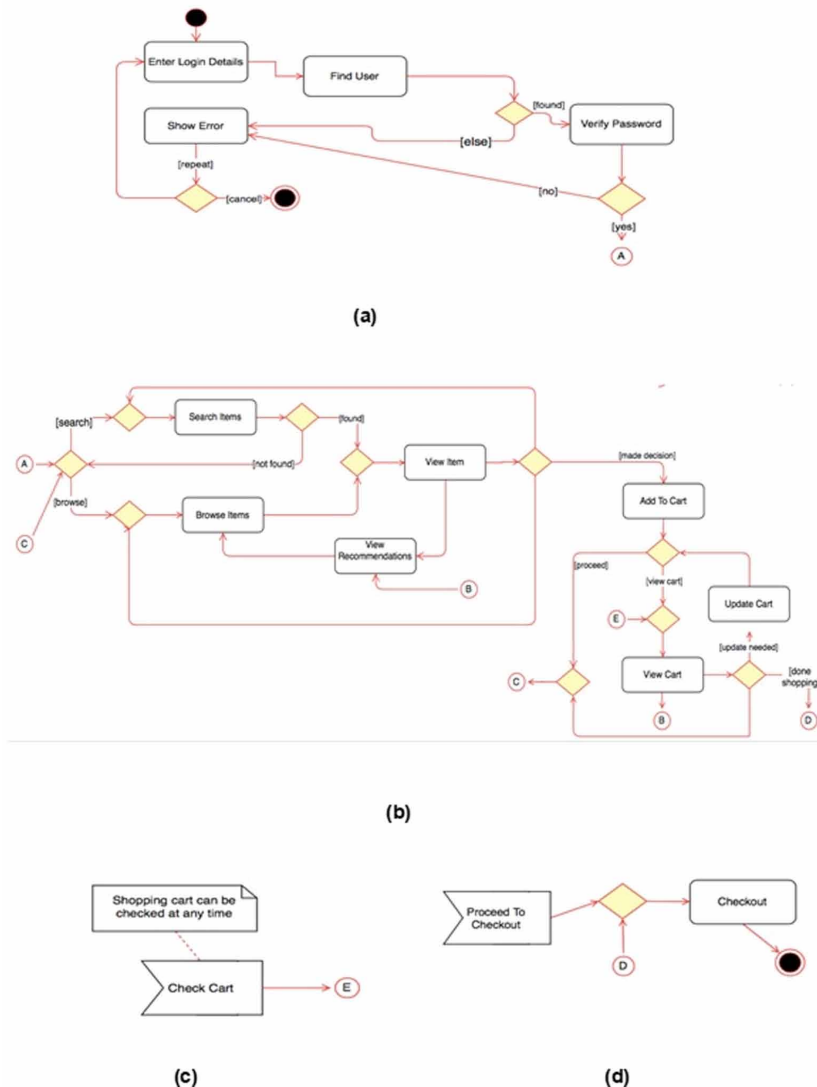 Enter Login Details
Find User
[found]
Show Error
Verify Password
[else]
[repeat]
[no]
[cancel]
[yes]
A
(a)
[found]
[search]
Search Items
[made decision]
A
[not found]
View Item
[browse]
Add To Cart
Browse Items
C
View
Recommendations
[proceed]
[view cart]
B
Update Cart
E
[update needed]
[done
shopping]
C
View Cart
B
D
(b)
Shopping cart can be
checked at any time
Check Cart
E
Proceed To
Checkout
Checkout
D
(c)
(d)